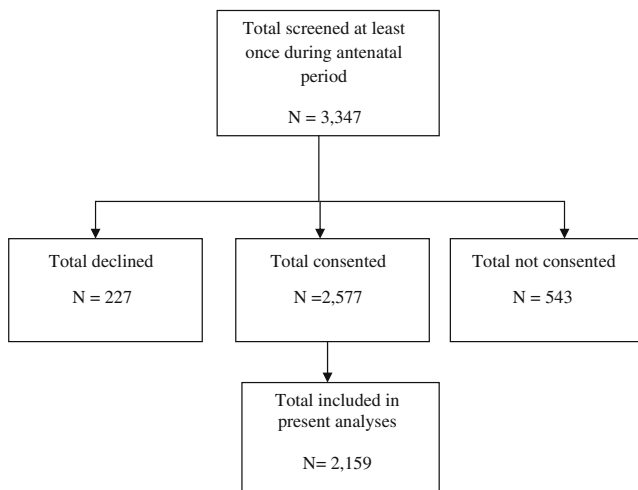 Total screened at least
once during antenatal
period
N = 3,347
Total declined
N = 227
Total consented
N =2,577
Total not consented
N = 543
Total included in
present analyses
N= 2,159